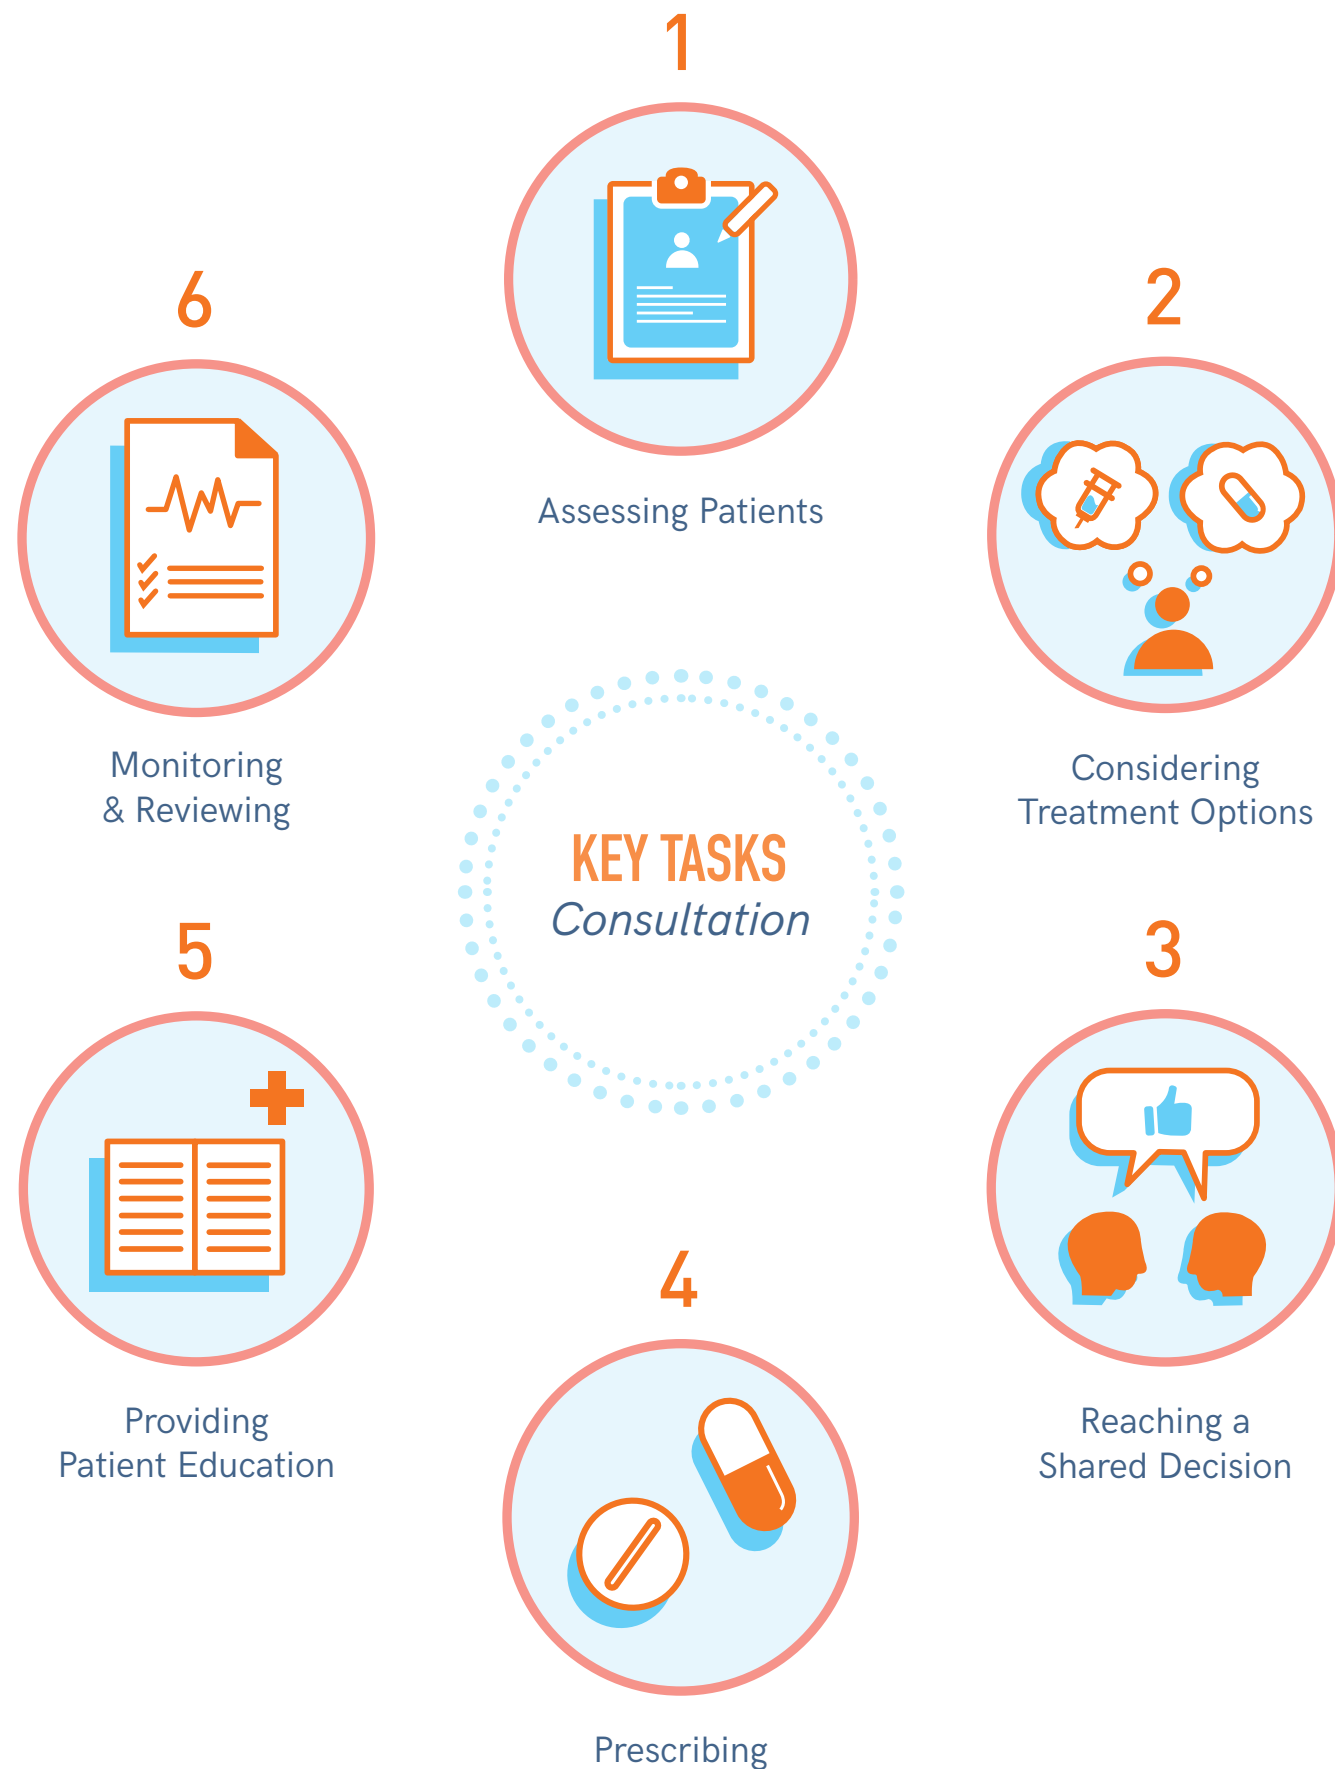 1
Assessing Patients
2
Considering
Treatment Options
3
Reaching a
Shared Decision
4
Prescribing
5
Providing
Patient Education
6
Monitoring
& Reviewing
KEY TASKS
Consultation